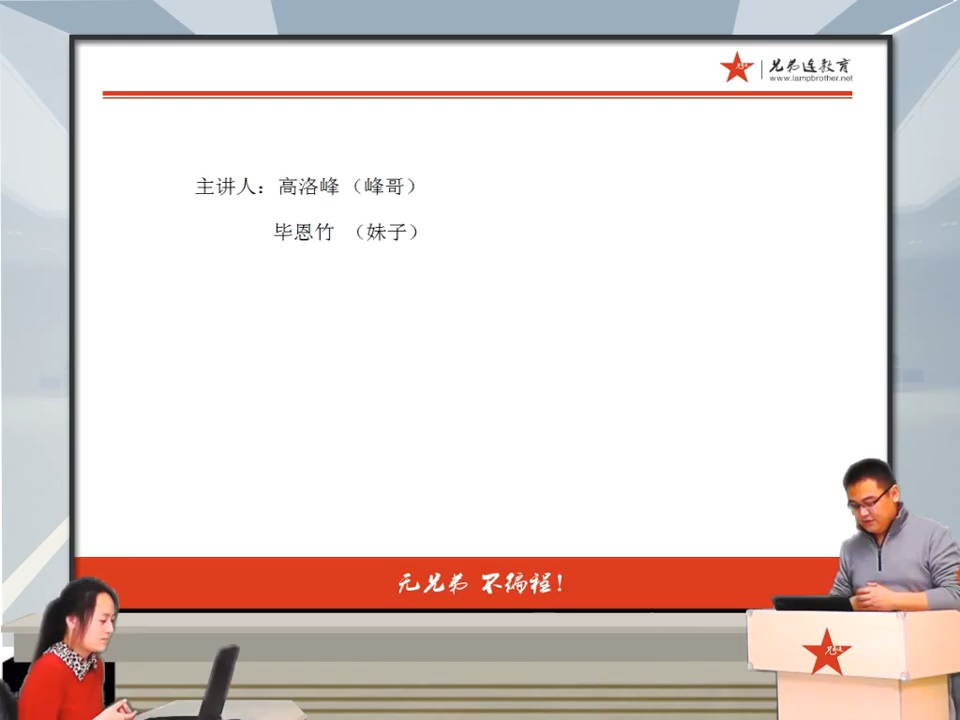 兄弟连教育
www.lampbrother.net
主讲人：高洛峰（峰哥）
毕恩竹 （妹子）
无兄弟 不编程！